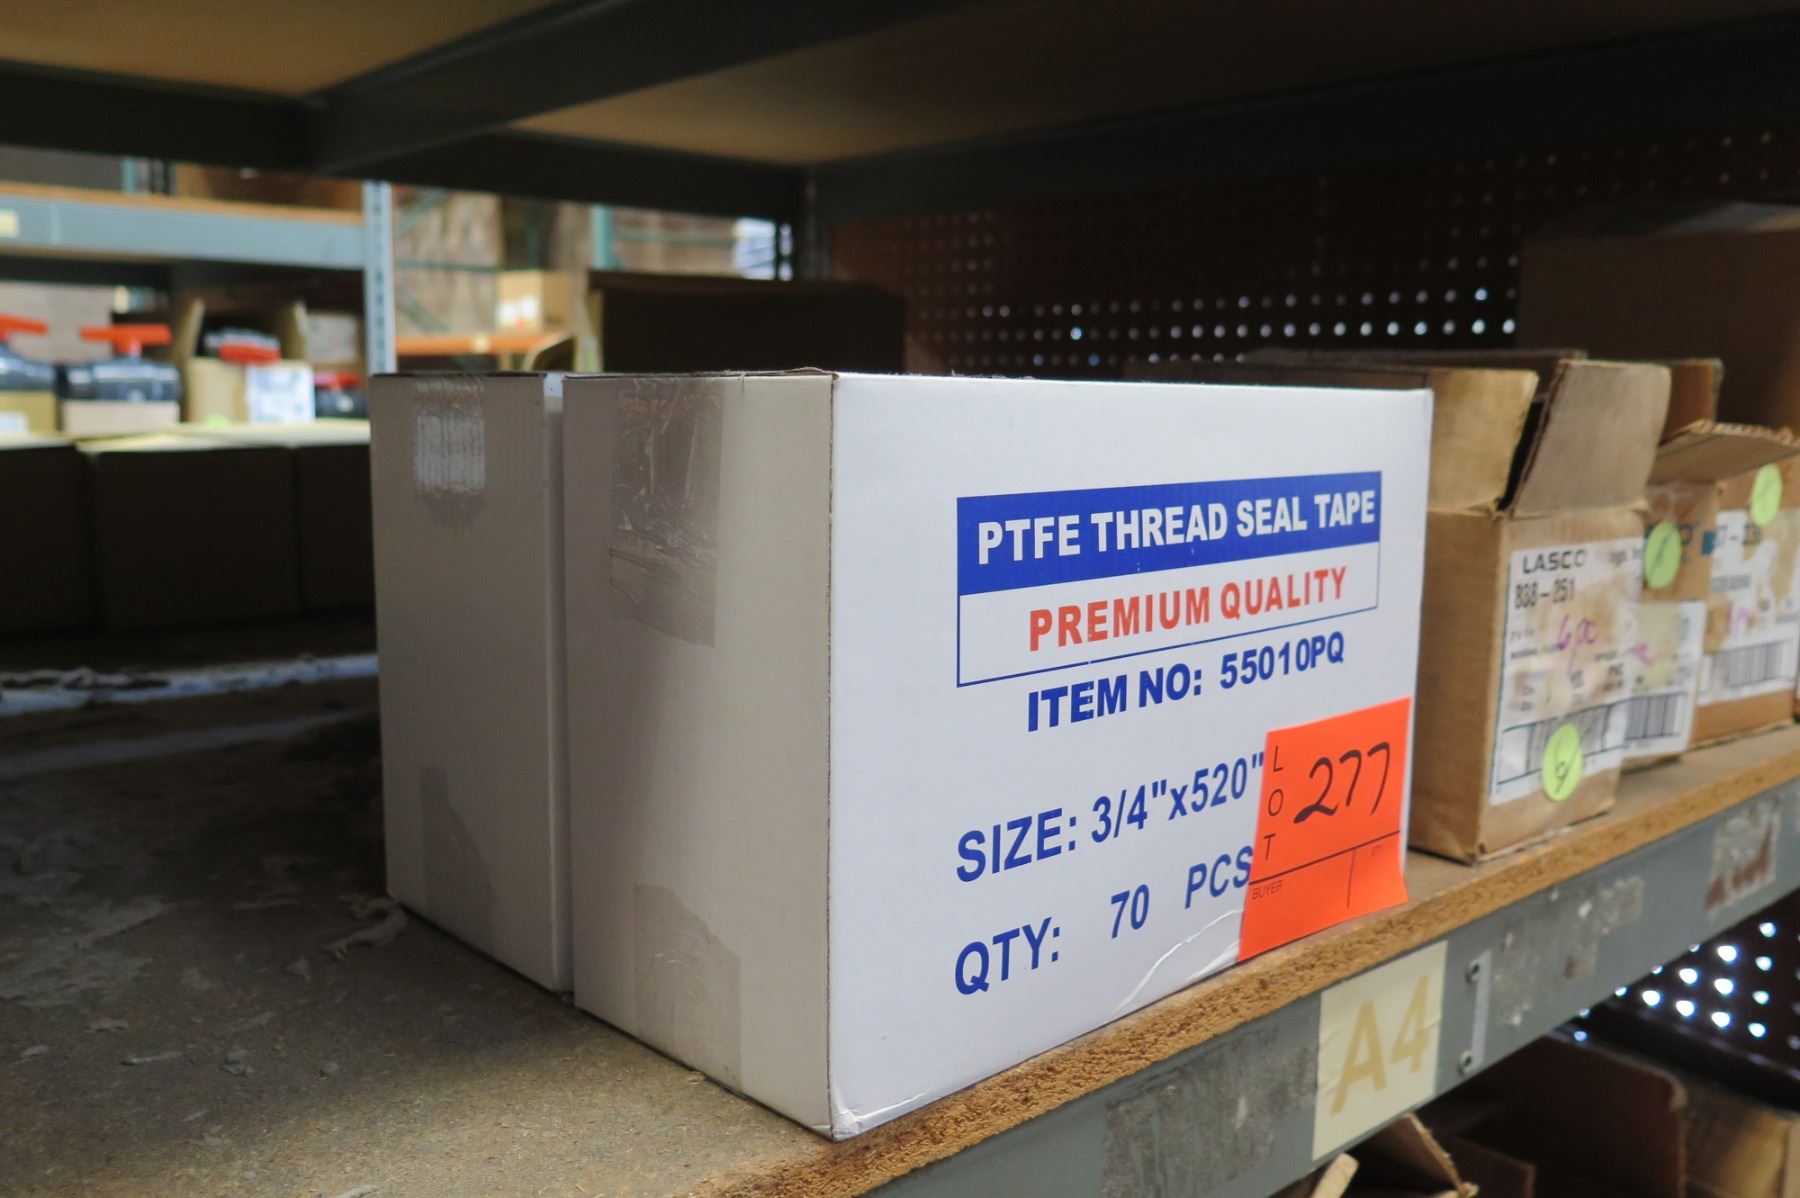 PTFE THREAD SEAL TAPE
PREMIUM QUALITY
ITEM NO: 55010PQ
SIZE: 3/4"x520"
QTY: 70 PCS
LOT
277
BUYER
QTY.
LASCO
838-251
A4